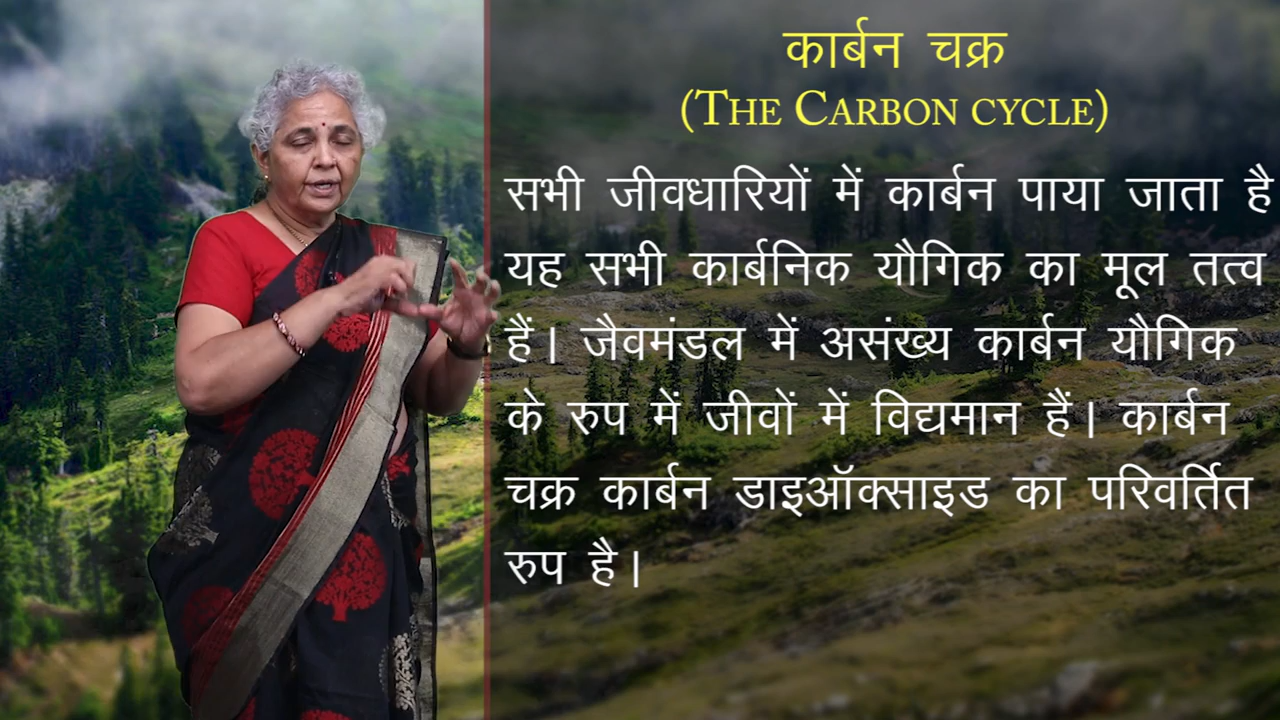 कार्बन चक्र
(THE CARBON CYCLE)
सभी जीवधारियों में कार्बन पाया जाता है
यह सभी कार्बनिक यौगिक का मूल तत्व
हैं। जैवमंडल में असंख्य कार्बन यौगिक
के रुप में जीवों में विद्यमान हैं। कार्बन
चक्र कार्बन डाइऑक्साइड का परिवर्तित
रुप है।